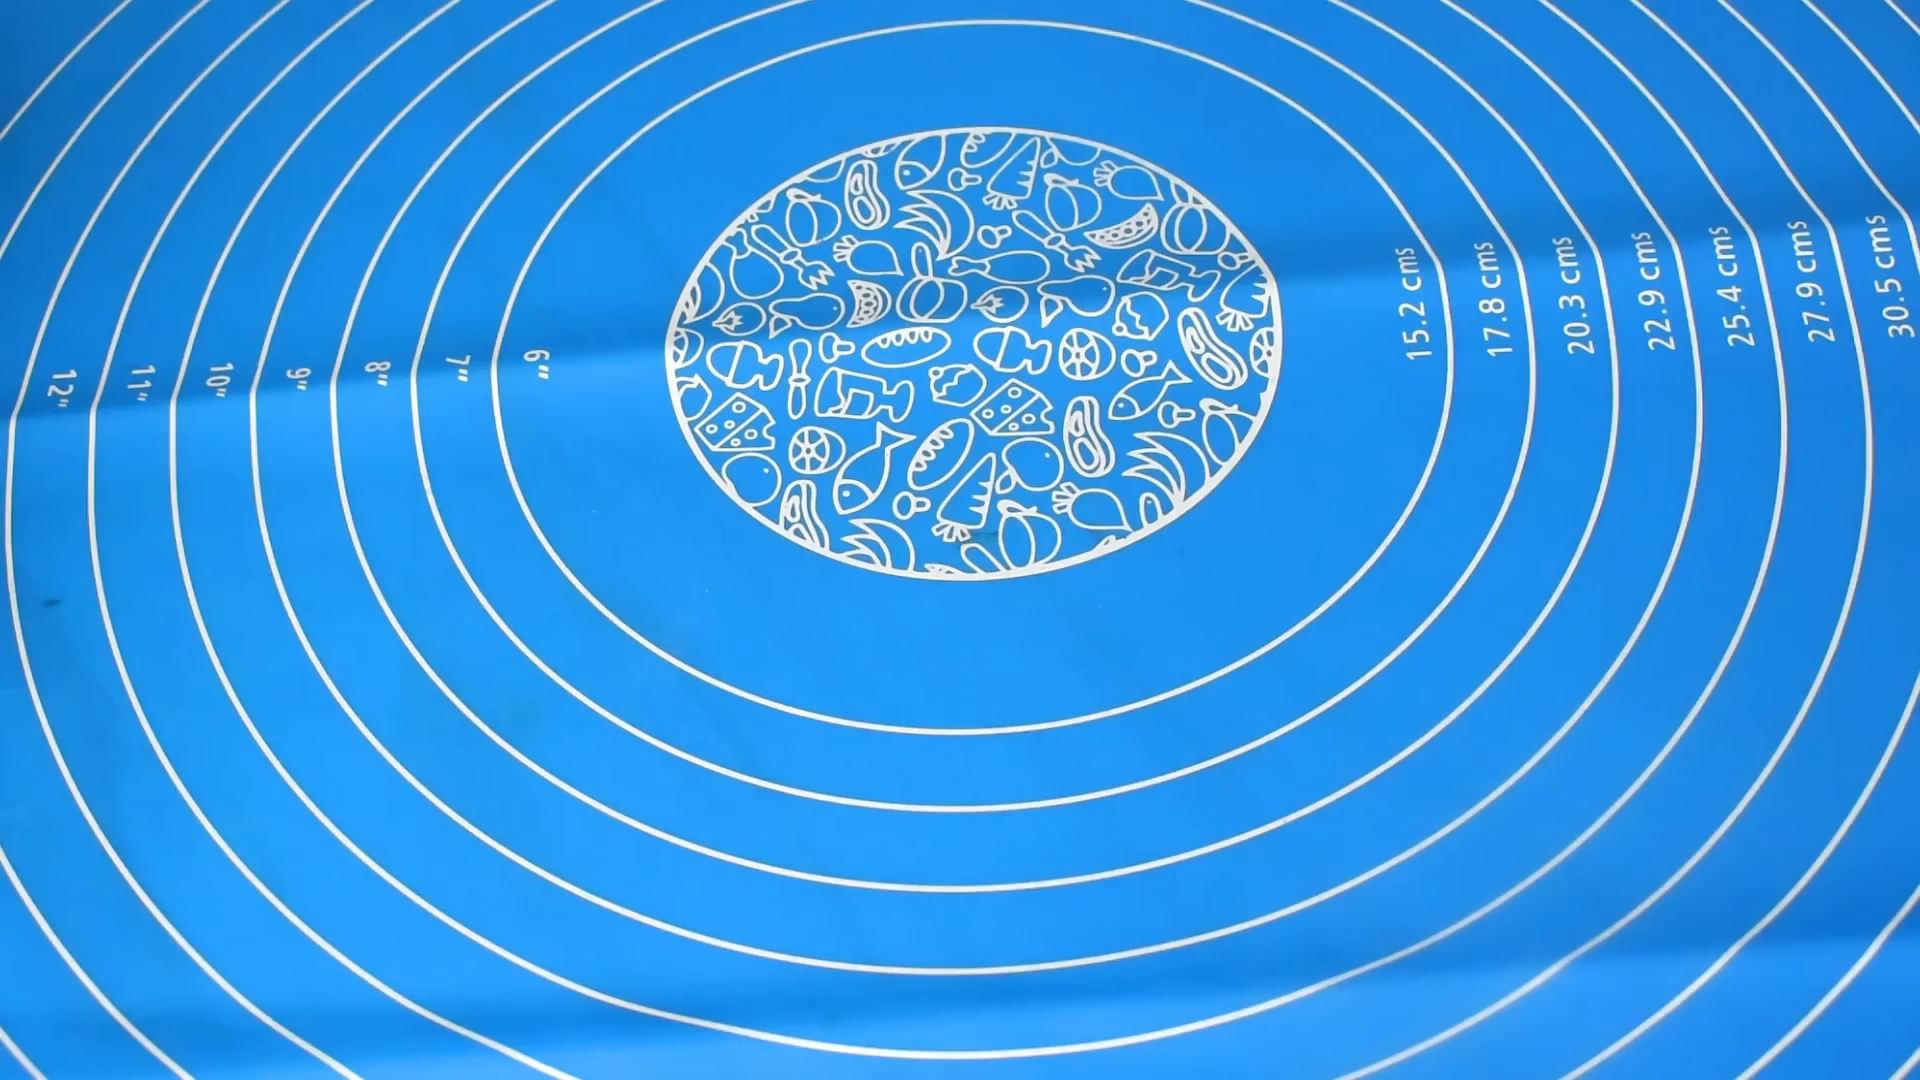 12"
11"
10"
9"
8"
7"
6"
15.2 cms
17.8 cms
20.3 cms
22.9 cms
25.4 cms
27.9 cms
30.5 cms